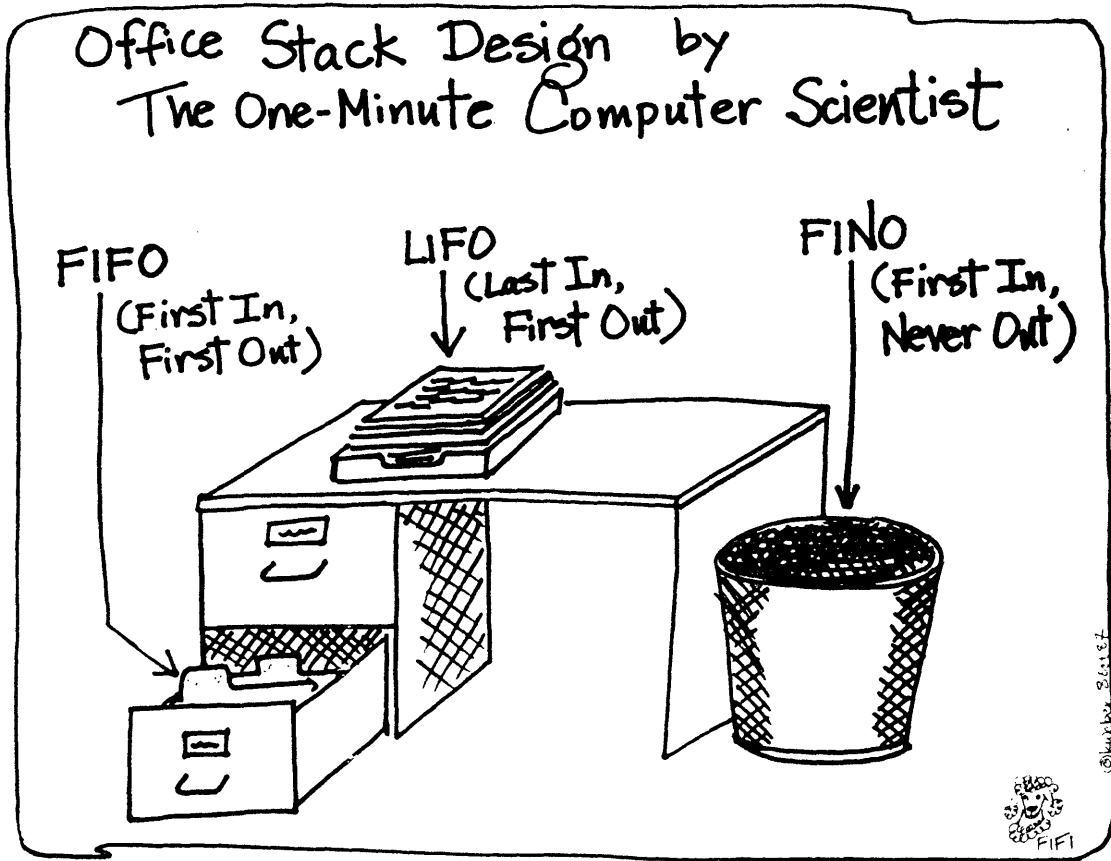 Office Stack Design by
The One-Minute Computer Scientist
FIFO
(First In,
First Out)
LIFO
(Last In,
First Out)
FINO
(First In,
Never Out)
FIFI